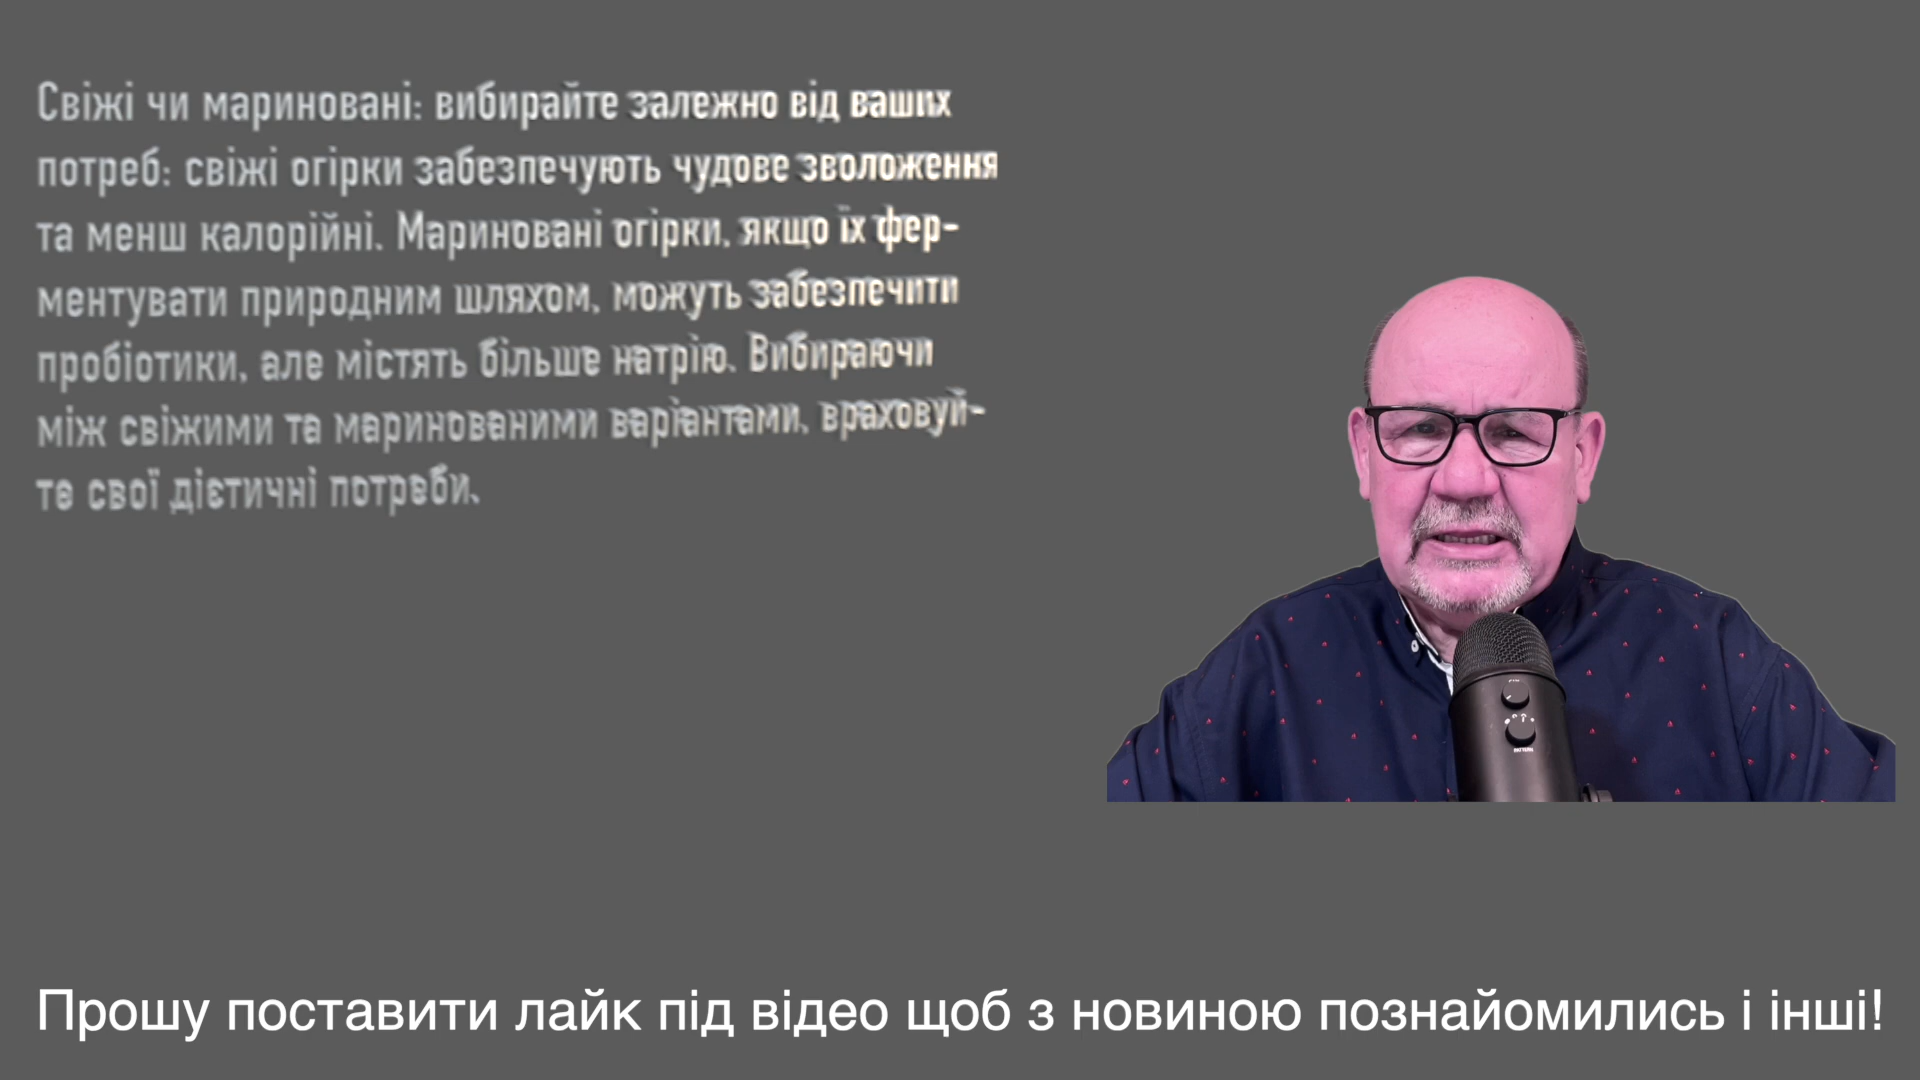 Свіжі чи мариновані: вибирайте залежно від ваших
потреб: свіжі огірки забезпечують чудове зволоження
та менш калорійні. Мариновані огірки, якщо їх фер-
ментувати природним шляхом, можуть забезпечити
пробіотики, але містять більше натрію. Вибираючи
між свіжими та маринованими варіантами, враховуй-
те свої дієтичні потреби.
Прошу поставити лайк під відео щоб з новиною познайомились і інші!